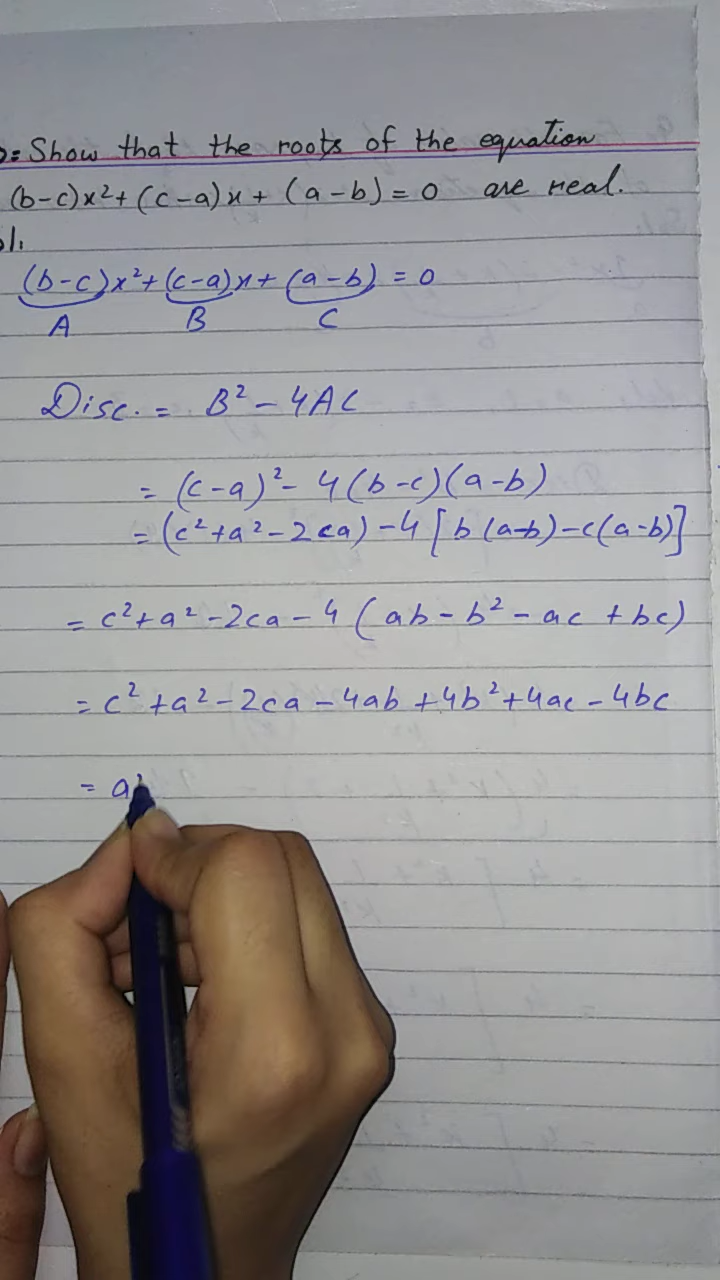 = Show that the roots of the equation
(b-c)x²+(c-a)x+(a-b)=0 are real.
(b-c)x²+(c-a)x+(a-b)=0
A B C
Disc. = B²-4AC
= (c-a)²-4(b-c)(a-b)
= (c²+a²-2ca)-4[b(a-b)-c(a-b)]
= c²+a²-2ca-4(ab-b²-ac+bc)
= c²+a²-2ca-4ab+4b²+4ac-4bc
= a²